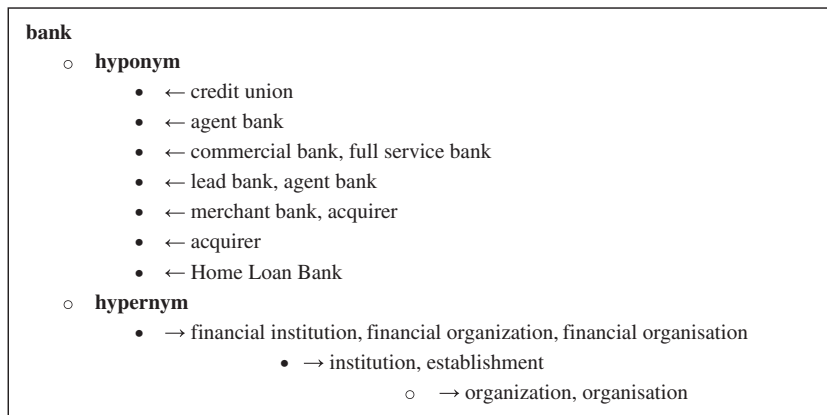 bank
○ hyponym
• ← credit union
• ← agent bank
• ← commercial bank, full service bank
• ← lead bank, agent bank
• ← merchant bank, acquirer
• ← acquirer
• ← Home Loan Bank
○ hypernym
• → financial institution, financial organization, financial organisation
• → institution, establishment
○ → organization, organisation